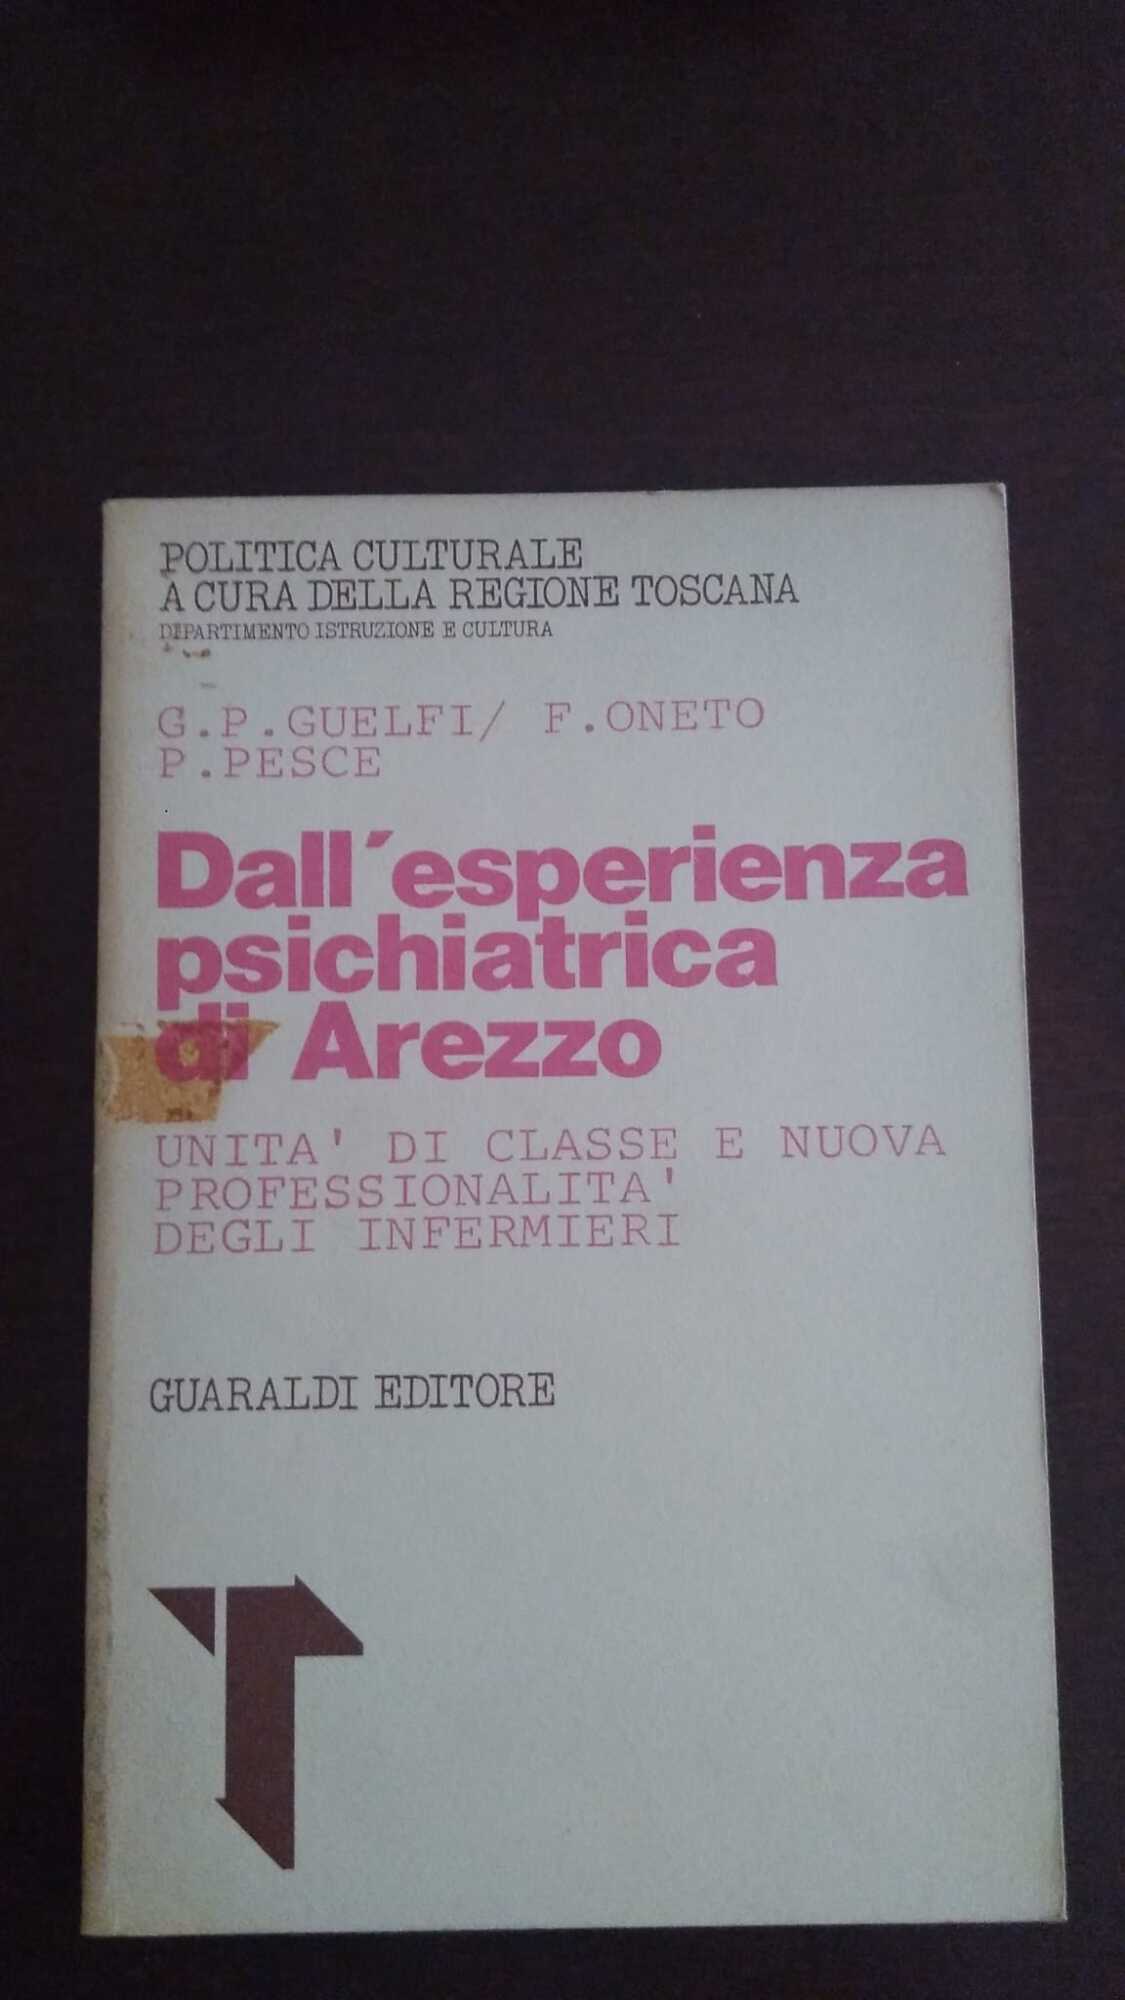 POLITICA CULTURALE
A CURA DELLA REGIONE TOSCANA
DIPARTIMENTO ISTRUZIONE E CULTURA
G.P.GUELFI/ F.ONETO
P.PESCE
Dall'esperienza
psichiatrica
di Arezzo
UNITA' DI CLASSE E NUOVA
PROFESSIONALITA'
DEGLI INFERMIERI
GUARALDI EDITORE